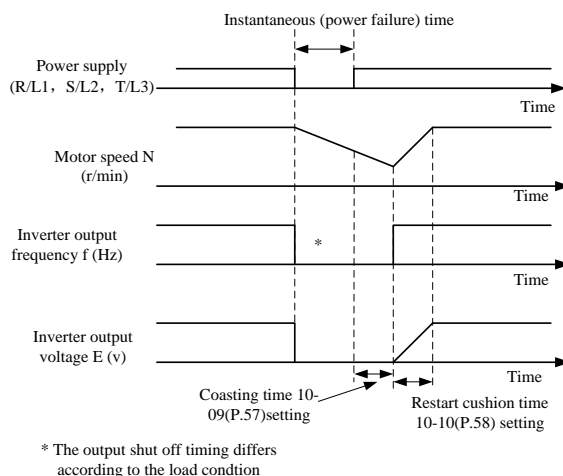 Instantaneous (power failure) time
Power supply
(R/L1，S/L2，T/L3)
Time
Motor speed N
(r/min)
Time
Inverter output
frequency f (Hz)
*
Time
Inverter output
voltage E (v)
Time
Coasting time 10-
09(P.57)setting
Restart cushion time
10-10(P.58) setting
* The output shut off timing differs
according to the load condtion